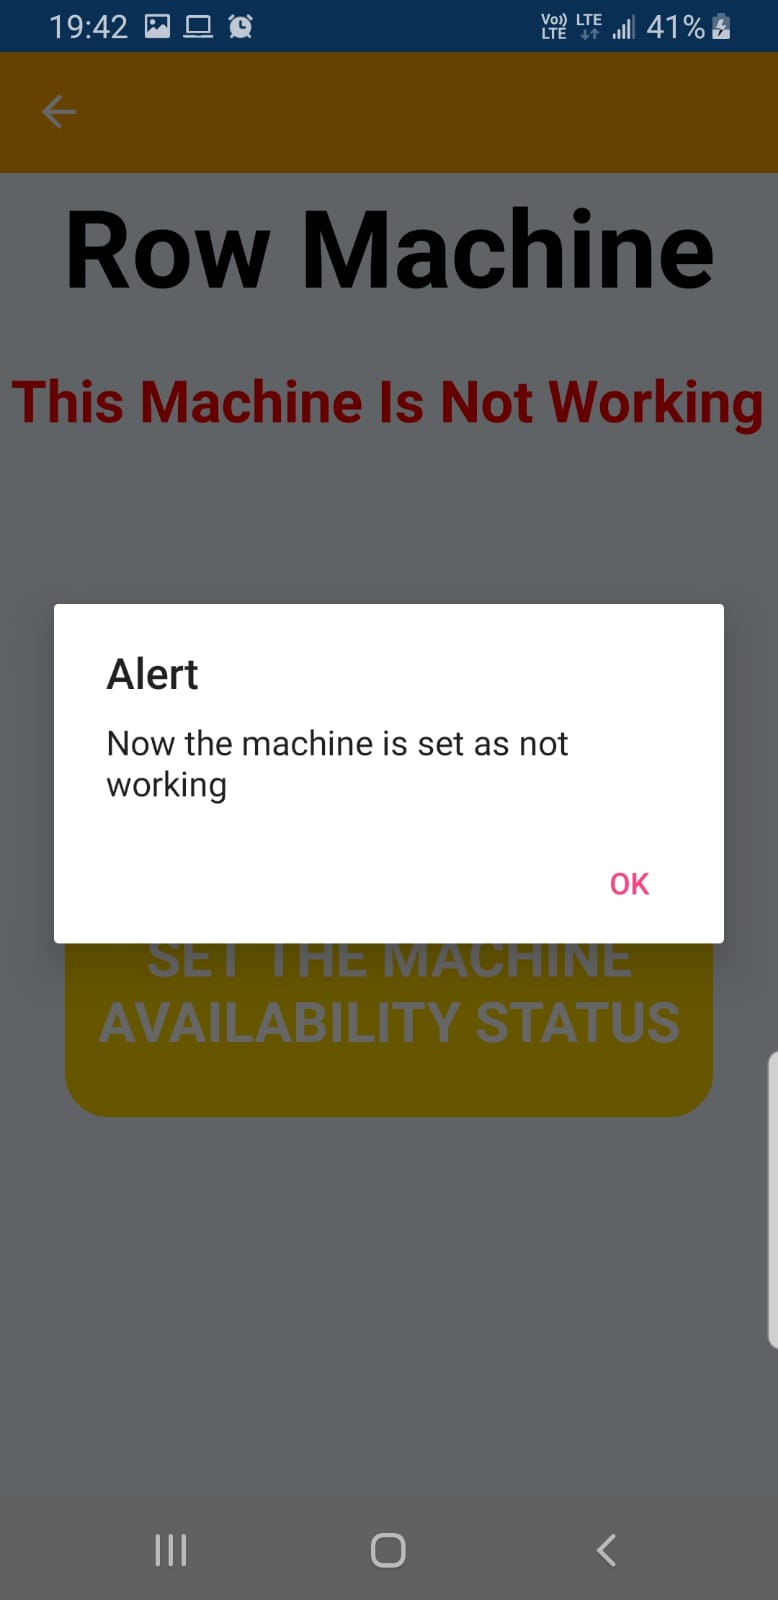 19:42 Vo)) LTE LTE 41%
Row Machine
This Machine Is Not Working
Alert
Now the machine is set as not
working
OK
SET THE MACHINE
AVAILABILITY STATUS